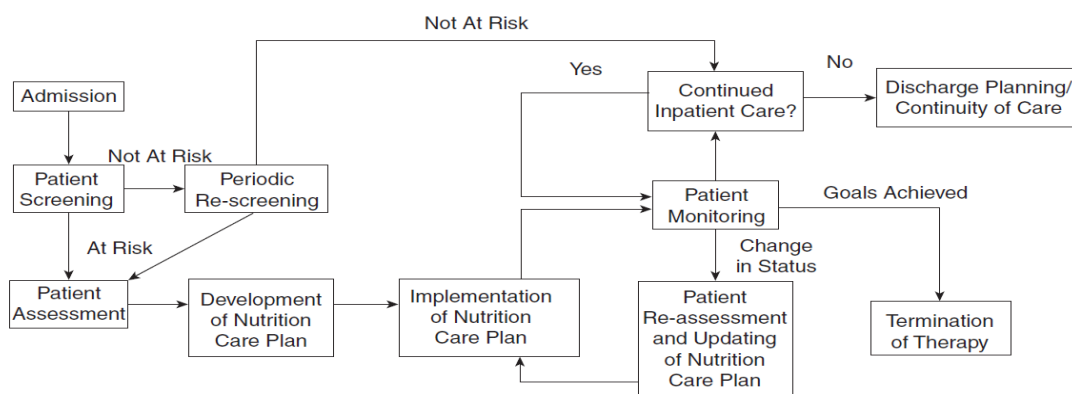 Not At Risk
Yes
No
Admission
Continued
Inpatient Care?
Discharge Planning/
Continuity of Care
Not At Risk
Patient
Screening
Periodic
Re-screening
Patient
Monitoring
Goals Achieved
At Risk
Change
in Status
Patient
Assessment
Development
of Nutrition
Care Plan
Implementation
of Nutrition
Care Plan
Patient
Re-assessment
and Updating
of Nutrition
Care Plan
Termination
of Therapy